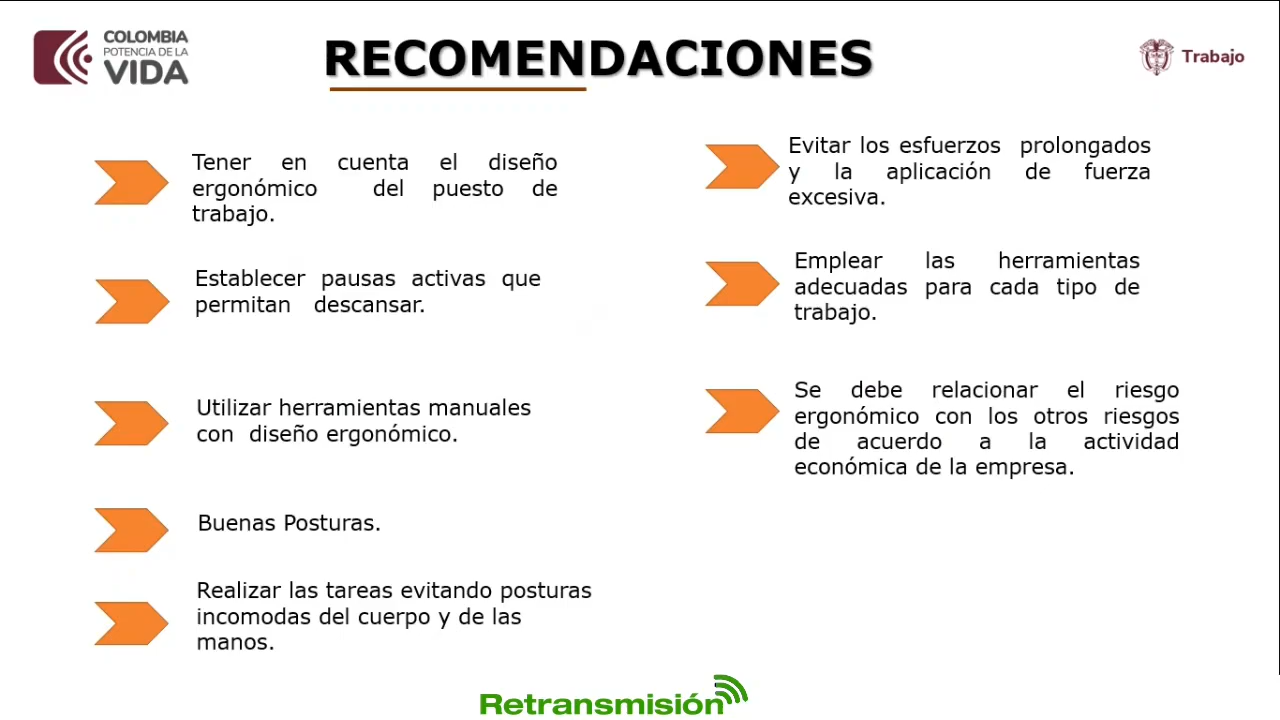 COLOMBIA
POTENCIA DE LA
VIDA
RECOMENDACIONES
Trabajo
Tener en cuenta el diseño
ergonómico del puesto de
trabajo.
Establecer pausas activas que
permitan descansar.
Utilizar herramientas manuales
con diseño ergonómico.
Buenas Posturas.
Realizar las tareas evitando posturas
incomodas del cuerpo y de las
manos.
Evitar los esfuerzos prolongados
y la aplicación de fuerza
excesiva.
Emplear las herramientas
adecuadas para cada tipo de
trabajo.
Se debe relacionar el riesgo
ergonómico con los otros riesgos
de acuerdo a la actividad
económica de la empresa.
Retransmisión